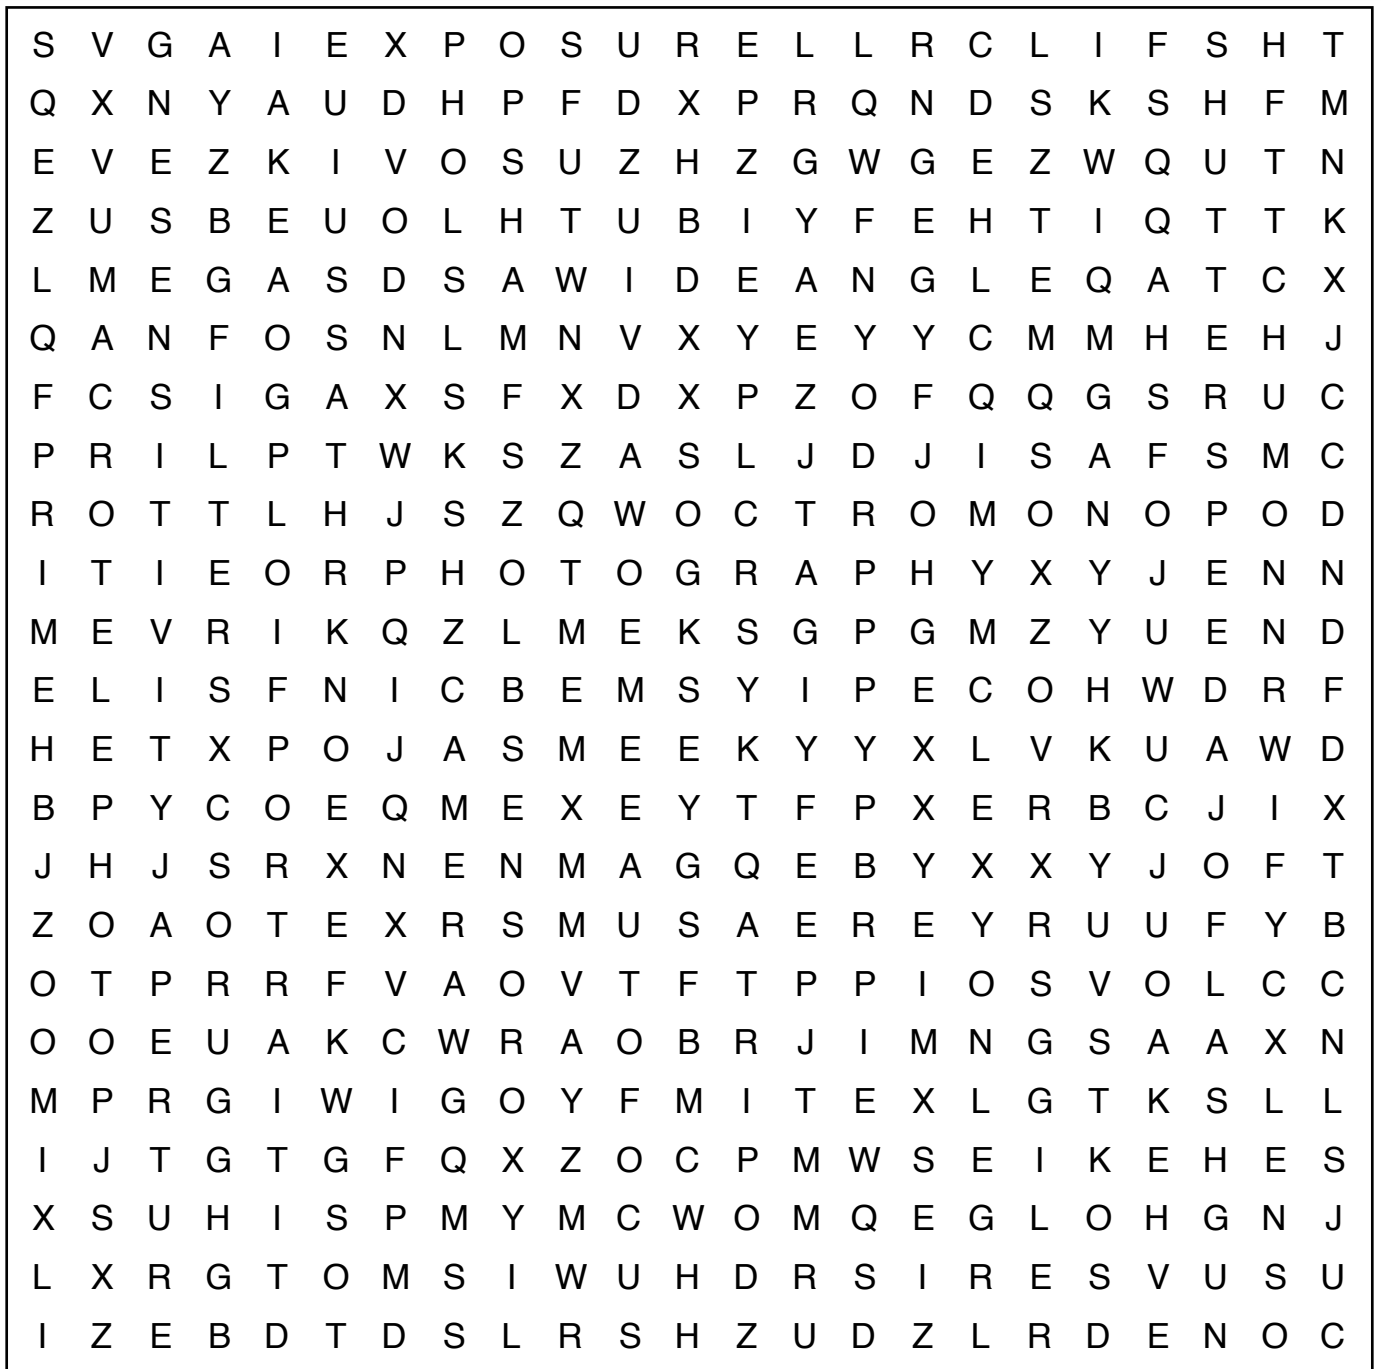 S V G A I E X P O S U R E L L R C L I F S H T
Q X N Y A U D H P F D X P R Q N D S K S H F M
E V E Z K I V O S U Z H Z G W G E Z W Q U T N
Z U S B E U O L H T U B I Y F E H T I Q T T K
L M E G A S D S A W I D E A N G L E Q A T C X
Q A N F O S N L M N V X Y E Y Y C M M H E H J
F C S I G A X S F X D X P Z O F Q Q G S R U C
P R I L P T W K S Z A S L J D J I S A F S M C
R O T T L H J S Z Q W O C T R O M O N O P O D
I T I E O R P H O T O G R A P H Y X Y J E N N
M E V R I K Q Z L M E K S G P G M Z Y U E N D
E L I S F N I C B E M S Y I P E C O H W D R F
H E T X P O J A S M E E K Y Y X L V K U A W D
B P Y C O E Q M E X E Y T F P X E R B C J I X
J H J S R X N E N M A G Q E B Y X X Y J O F T
Z O A O T E X R S M U S A E R E Y R U U F Y B
O T P R R F V A O V T F T P P I O S V O L C C
O O E U A K C W R A O B R J I M N G S A A X N
M P R G I W I G O Y F M I T E X L G T K S L L
I J T G T G F Q X Z O C P M W S E I K E H E S
X S U H I S P M Y M C W O M Q E G L O H G N J
L X R G T O M S I W U H D R S I R E S V U S U
I Z E B D T D S L R S H Z U D Z L R D E N O C